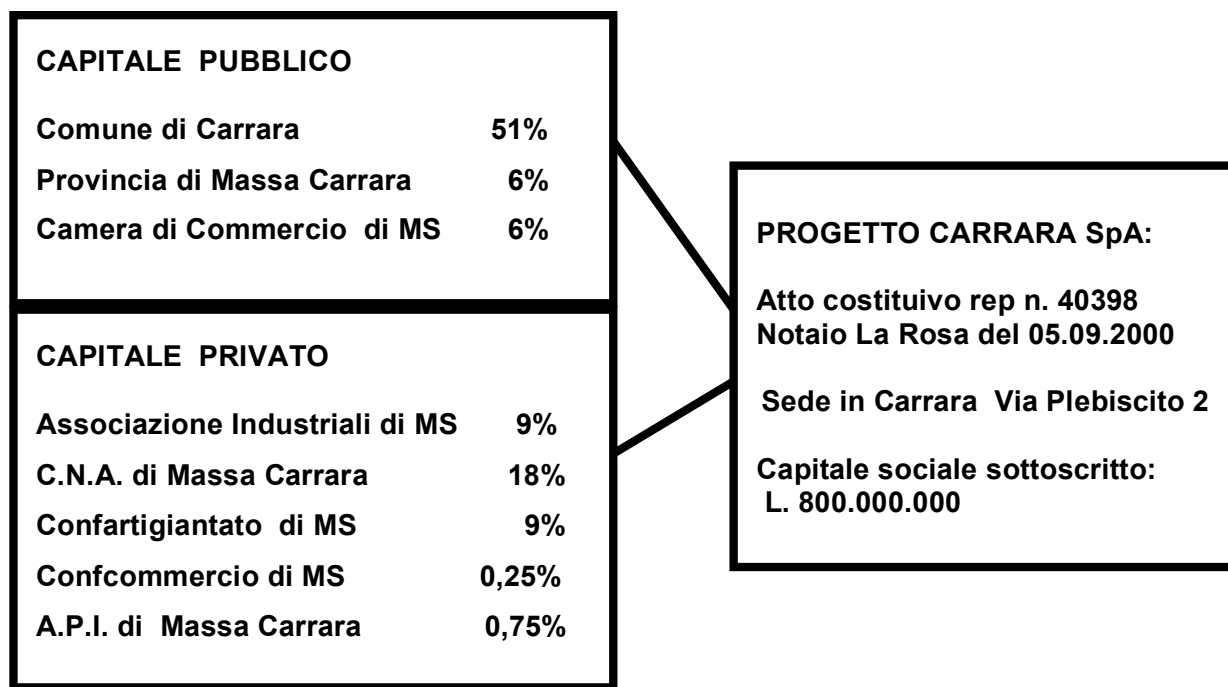 CAPITALE PUBBLICO
Comune di Carrara 51%
Provincia di Massa Carrara 6%
Camera di Commercio di MS 6%
CAPITALE PRIVATO
Associazione Industriali di MS 9%
C.N.A. di Massa Carrara 18%
Confartigiantato di MS 9%
Confcommercio di MS 0,25%
A.P.I. di Massa Carrara 0,75%
PROGETTO CARRARA SpA:
Atto costituivo rep n. 40398
Notaio La Rosa del 05.09.2000
Sede in Carrara Via Plebiscito 2
Capitale sociale sottoscritto:
L. 800.000.000